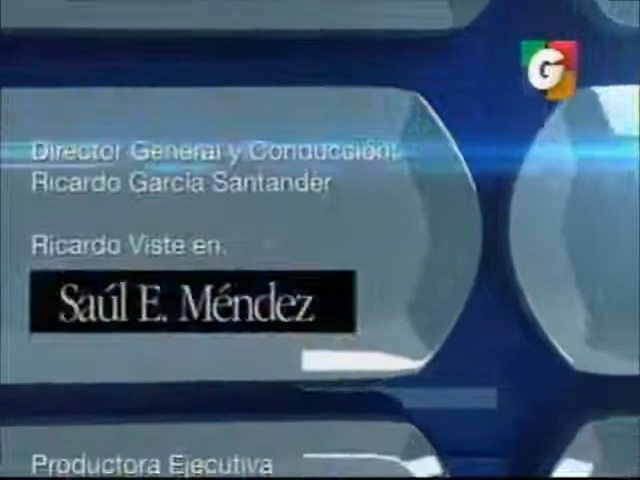 G
Director General y Conducción:
Ricardo García Santander
Ricardo Viste en:
Saúl E. Méndez
Productora Ejecutiva